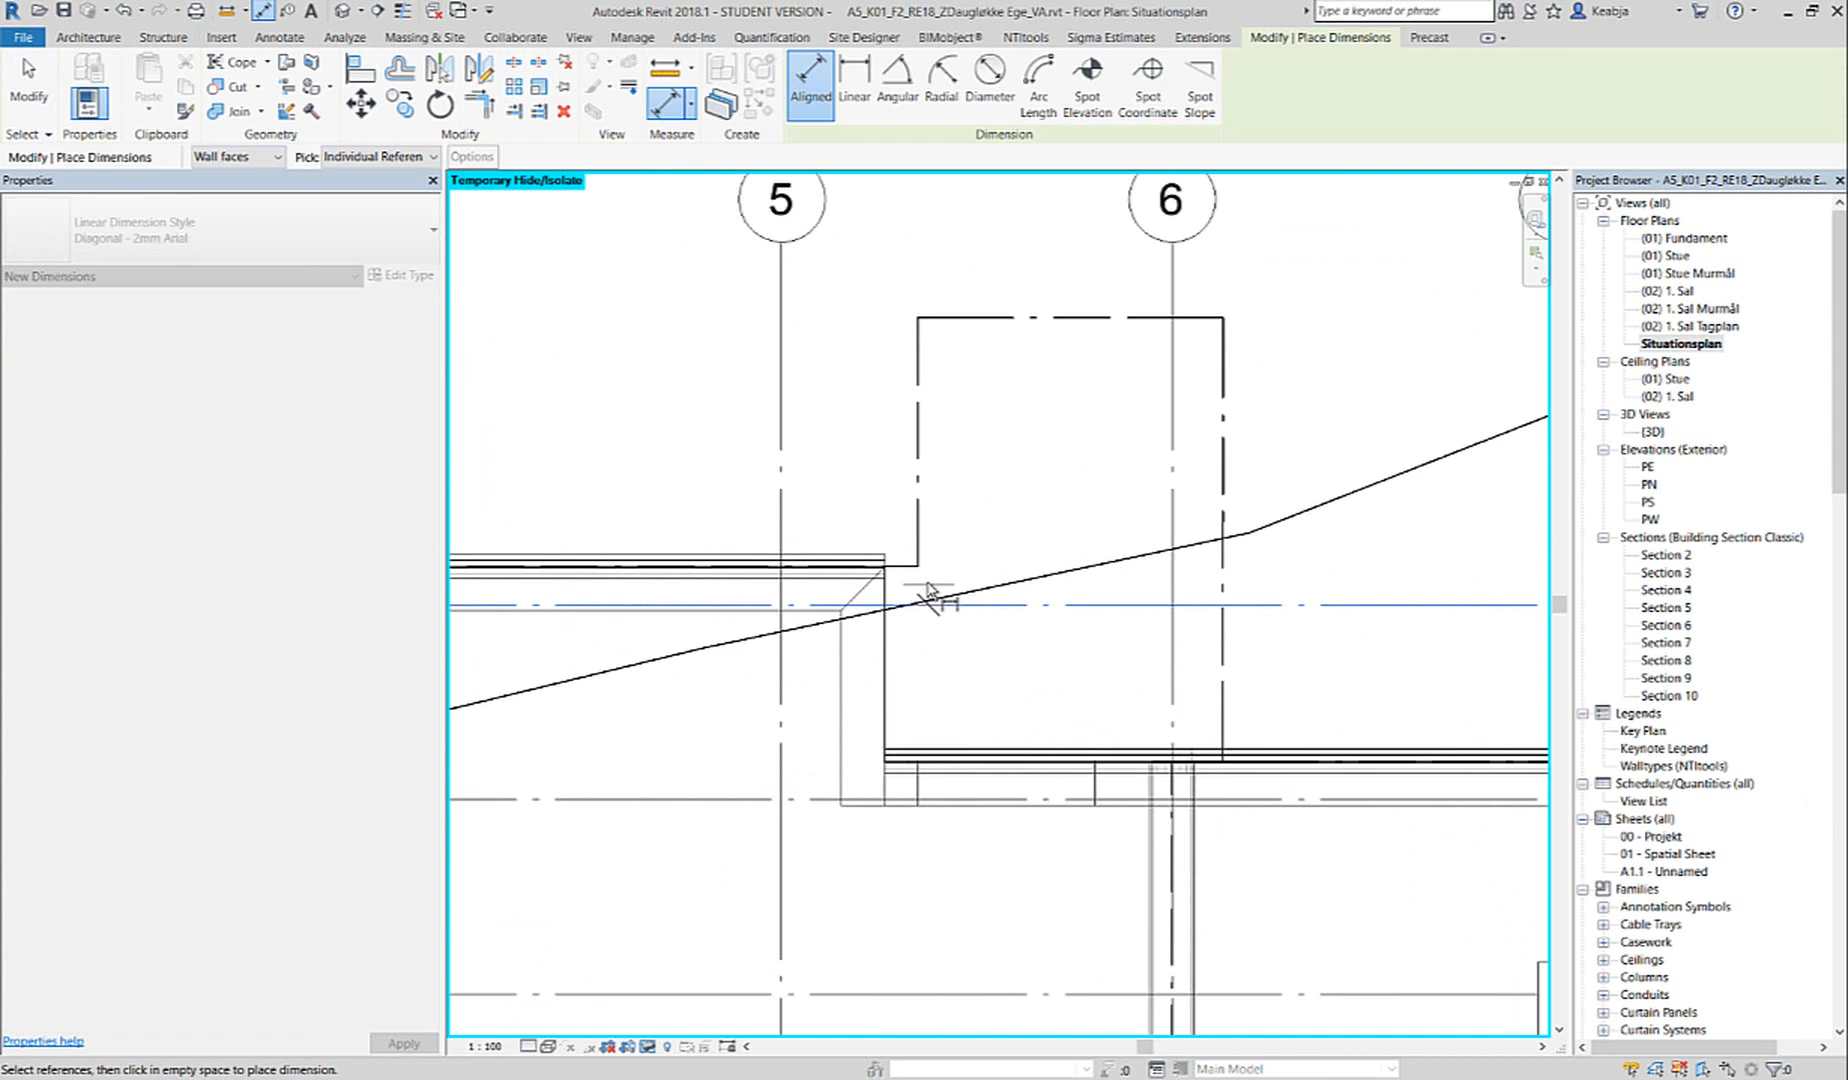 Autodesk Revit 2018.1 - STUDENT VERSION - A5_K01_F2_RE18_ZDaugløkke Ege_VA.rvt - Floor Plan: Situationsplan
Type a keyword or phrase
Keabja
File Architecture Structure Insert Annotate Analyze Massing & Site Collaborate View Manage Add-Ins Quantification Site Designer BIMobject® NTItools Sigma Estimates Extensions Modify | Place Dimensions Precast
Cope
Cut
Join
Modify
Paste
Aligned Linear Angular Radial Diameter Arc Length Spot Elevation Spot Coordinate Spot Slope
Select Properties Clipboard Geometry Modify View Measure Create Dimension
Modify | Place Dimensions Wall faces Pick: Individual Referen Options
Properties
Linear Dimension Style
Diagonal - 2mm Arial
New Dimensions Edit Type
Temporary Hide/Isolate
5
6
Project Browser - A5_K01_F2_RE18_ZDaugløkke E...
Views (all)
Floor Plans
(01) Fundament
(01) Stue
(01) Stue Murmål
(02) 1. Sal
(02) 1. Sal Murmål
(02) 1. Sal Tagplan
Situationsplan
Ceiling Plans
(01) Stue
(02) 1. Sal
3D Views
{3D}
Elevations (Exterior)
PE
PN
PS
PW
Sections (Building Section Classic)
Section 2
Section 3
Section 4
Section 5
Section 6
Section 7
Section 8
Section 9
Section 10
Legends
Key Plan
Keynote Legend
Walltypes (NTItools)
Schedules/Quantities (all)
View List
Sheets (all)
00 - Projekt
01 - Spatial Sheet
A1.1 - Unnamed
Families
Annotation Symbols
Cable Trays
Casework
Ceilings
Columns
Conduits
Curtain Panels
Curtain Systems
Properties help Apply
1 : 100
Select references, then click in empty space to place dimension.
:0
Main Model
:0